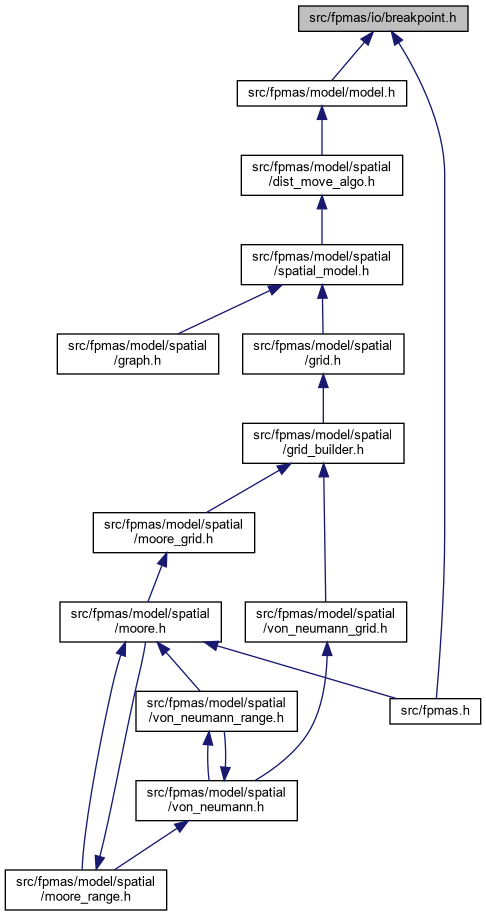 src/fpmas/io/breakpoint.h
src/fpmas/model/model.h
src/fpmas/model/spatial
/dist_move_algo.h
src/fpmas/model/spatial
/spatial_model.h
src/fpmas/model/spatial
/graph.h
src/fpmas/model/spatial
/grid.h
src/fpmas/model/spatial
/grid_builder.h
src/fpmas/model/spatial
/moore_grid.h
src/fpmas/model/spatial
/moore.h
src/fpmas/model/spatial
/von_neumann_grid.h
src/fpmas/model/spatial
/von_neumann_range.h
src/fpmas.h
src/fpmas/model/spatial
/von_neumann.h
src/fpmas/model/spatial
/moore_range.h